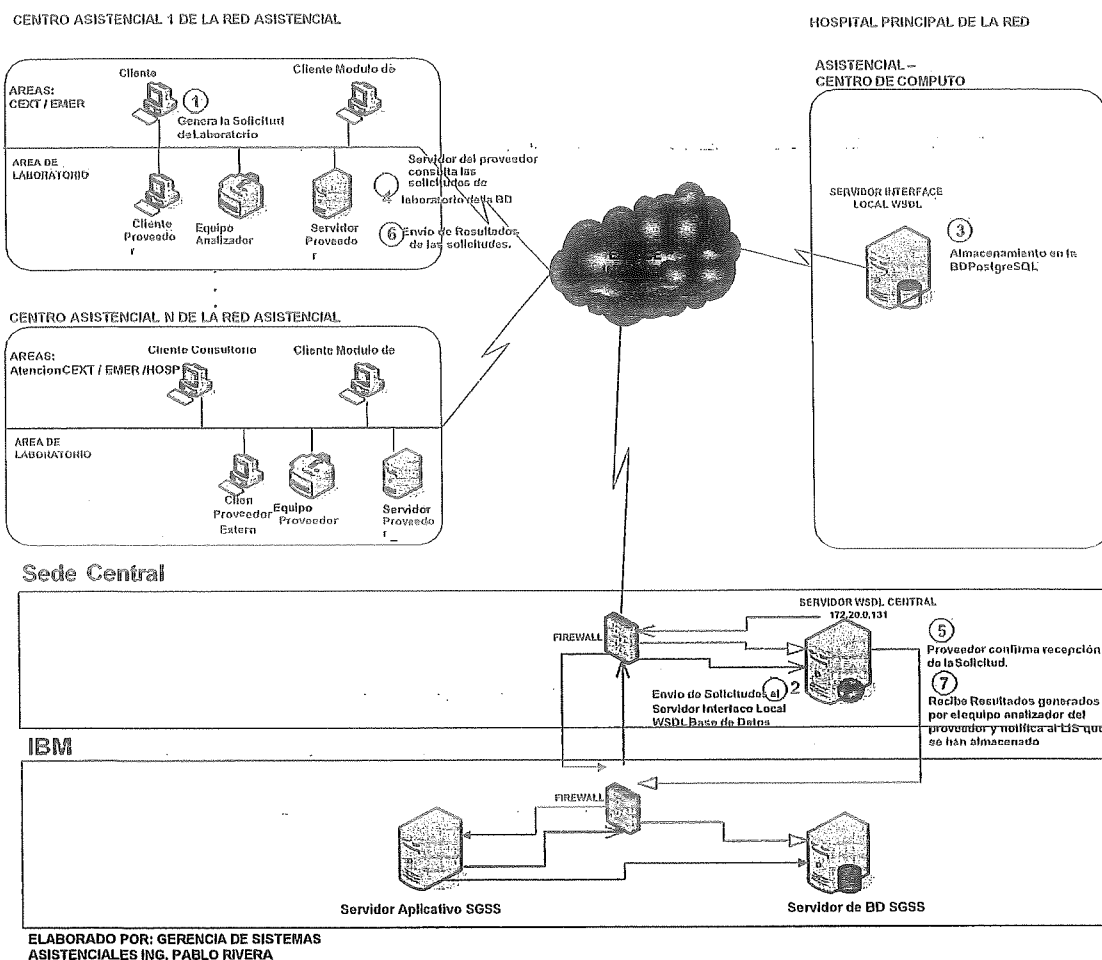 CENTRO ASISTENCIAL 1 DE LA RED ASISTENCIAL
HOSPITAL PRINCIPAL DE LA RED
ASISTENCIAL –
CENTRO DE COMPUTO
AREAS:
CEXT / EMER
Cliente
1
Genera la Solicitud
de Laboratorio
Cliente Modulo de
AREA DE
LABORATORIO
Cliente
Proveedo
r
Equipo
Analizador
Servidor
Proveedo
r
Servidor del proveedor
consulta las
solicitudes de
laboratorio de la BD
4
6
Envio de Resultados
de las solicitudes.
SERVIDOR INTERFACE
LOCAL WSDL
3
Almacenamiento en la
BDPostgreSQL
CENTRO ASISTENCIAL N DE LA RED ASISTENCIAL
AREAS:
AtencionCEXT / EMER /HOSP
Cliente Consultorio
Cliente Modulo de
AREA DE
LABORATORIO
Clien
Proveedor
Extern
Equipo
Proveedor
Servidor
Proveedo
r
Sede Central
FIREWALL
SERVIDOR WSDL CENTRAL
172.20.0.131
5
Proveedor confirma recepción
de la Solicitud.
2
Envio de Solicitudes al
Servidor Interface Local
WSDL Base de Datos
7
Recibe Resultados generados
por el equipo analizador del
proveedor y notifica al LIS que
se han almacenado
IBM
FIREWALL
Servidor Aplicativo SGSS
Servidor de BD SGSS
ELABORADO POR: GERENCIA DE SISTEMAS
ASISTENCIALES ING. PABLO RIVERA